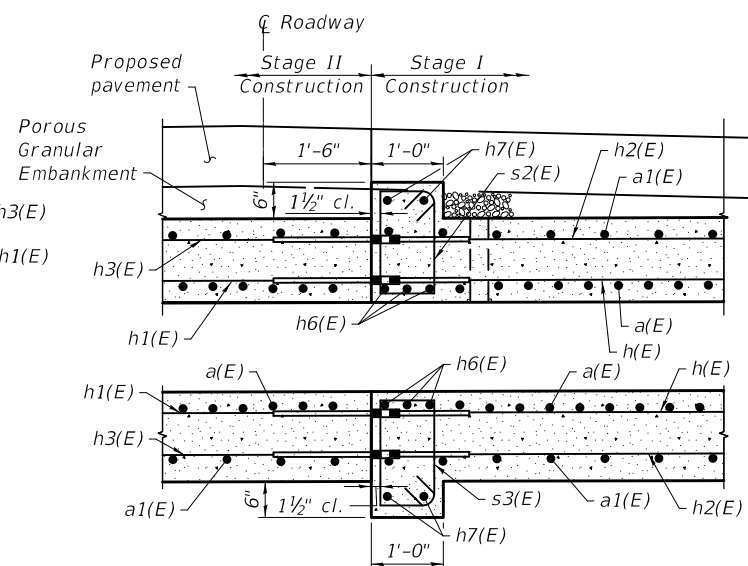 ℄ Roadway
Proposed
pavement
Stage II
Construction
Stage I
Construction
Porous
Granular
Embankment
1'-6"
1'-0"
h7(E)
h2(E)
s2(E)
a1(E)
6"
1½" cl.
h3(E)
h1(E)
h3(E)
h1(E)
h6(E)
a(E)
h(E)
a(E)
h6(E)
a(E)
h(E)
h1(E)
h3(E)
a1(E)
6"
1½" cl.
s3(E)
a1(E)
h2(E)
h7(E)
1'-0"